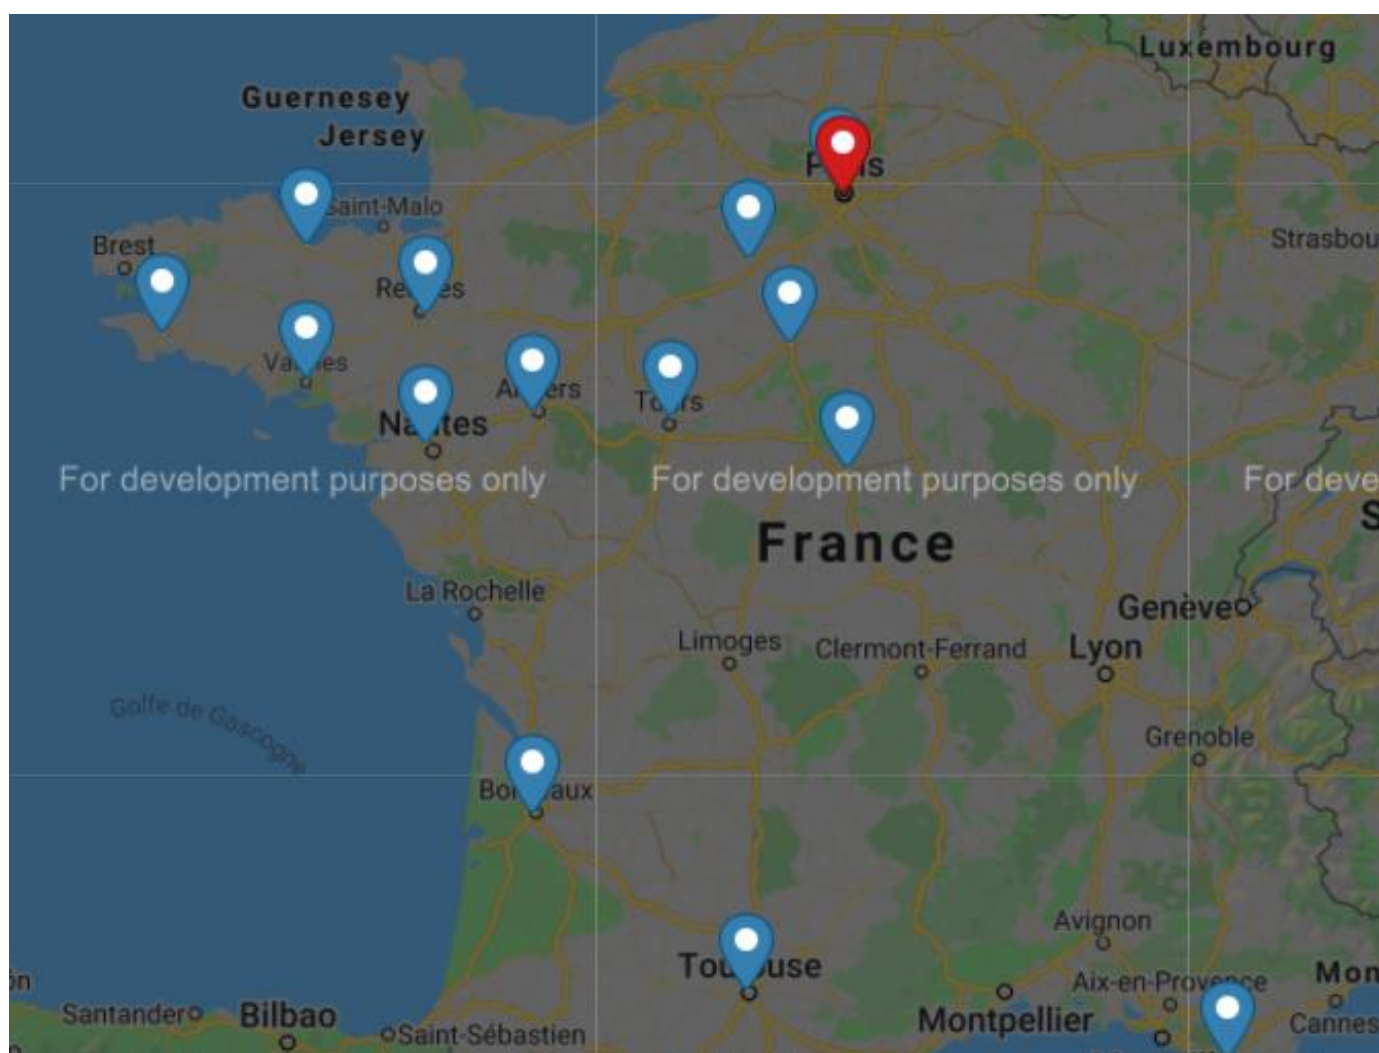 Luxembourg
Guernesey
Jersey
Saint-Malo
Brest
Strasbou
For development purposes only
For development purposes only
For deve
France
S
La Rochelle
Genève
Limoges
Clermont-Ferrand
Lyon
Golfe de Gascogne
Grenoble
Avignon
ón
Aix-en-Provence
Mon
Santander
Bilbao
Montpellier
Cannes
Saint-Sébastien